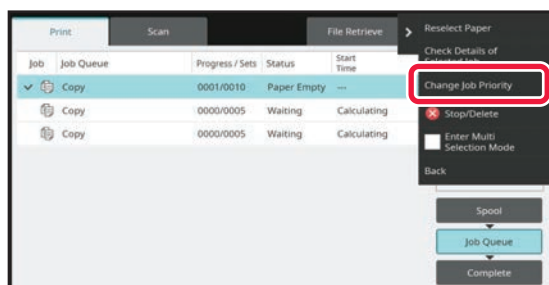 Print Scan File Retrieve
Job Job Queue Progress / Sets Status Start Time
Copy 0001/0010 Paper Empty ---
Copy 0000/0005 Waiting Calculating
Copy 0000/0005 Waiting Calculating
Reselect Paper
Check Details of
Selected Job
Change Job Priority
Stop/Delete
Enter Multi
Selection Mode
Back
Spool
Job Queue
Complete